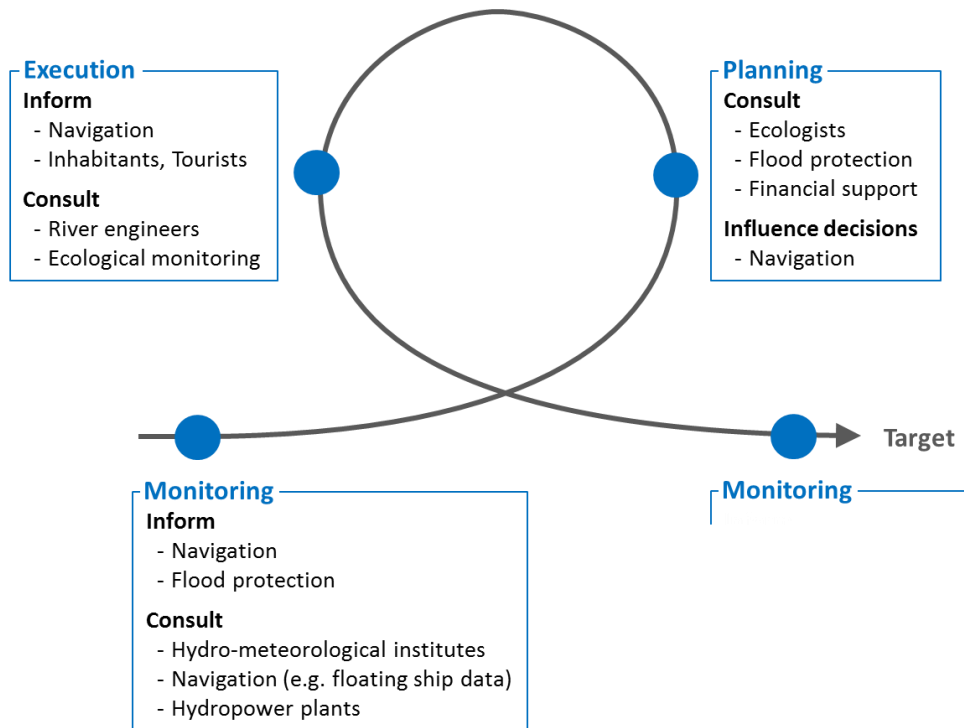 Execution
Inform
- Navigation
- Inhabitants, Tourists
Consult
- River engineers
- Ecological monitoring
Planning
Consult
- Ecologists
- Flood protection
- Financial support
Influence decisions
- Navigation
Target
Monitoring
Inform
- Navigation
- Flood protection
Consult
- Hydro-meteorological institutes
- Navigation (e.g. floating ship data)
- Hydropower plants
Monitoring